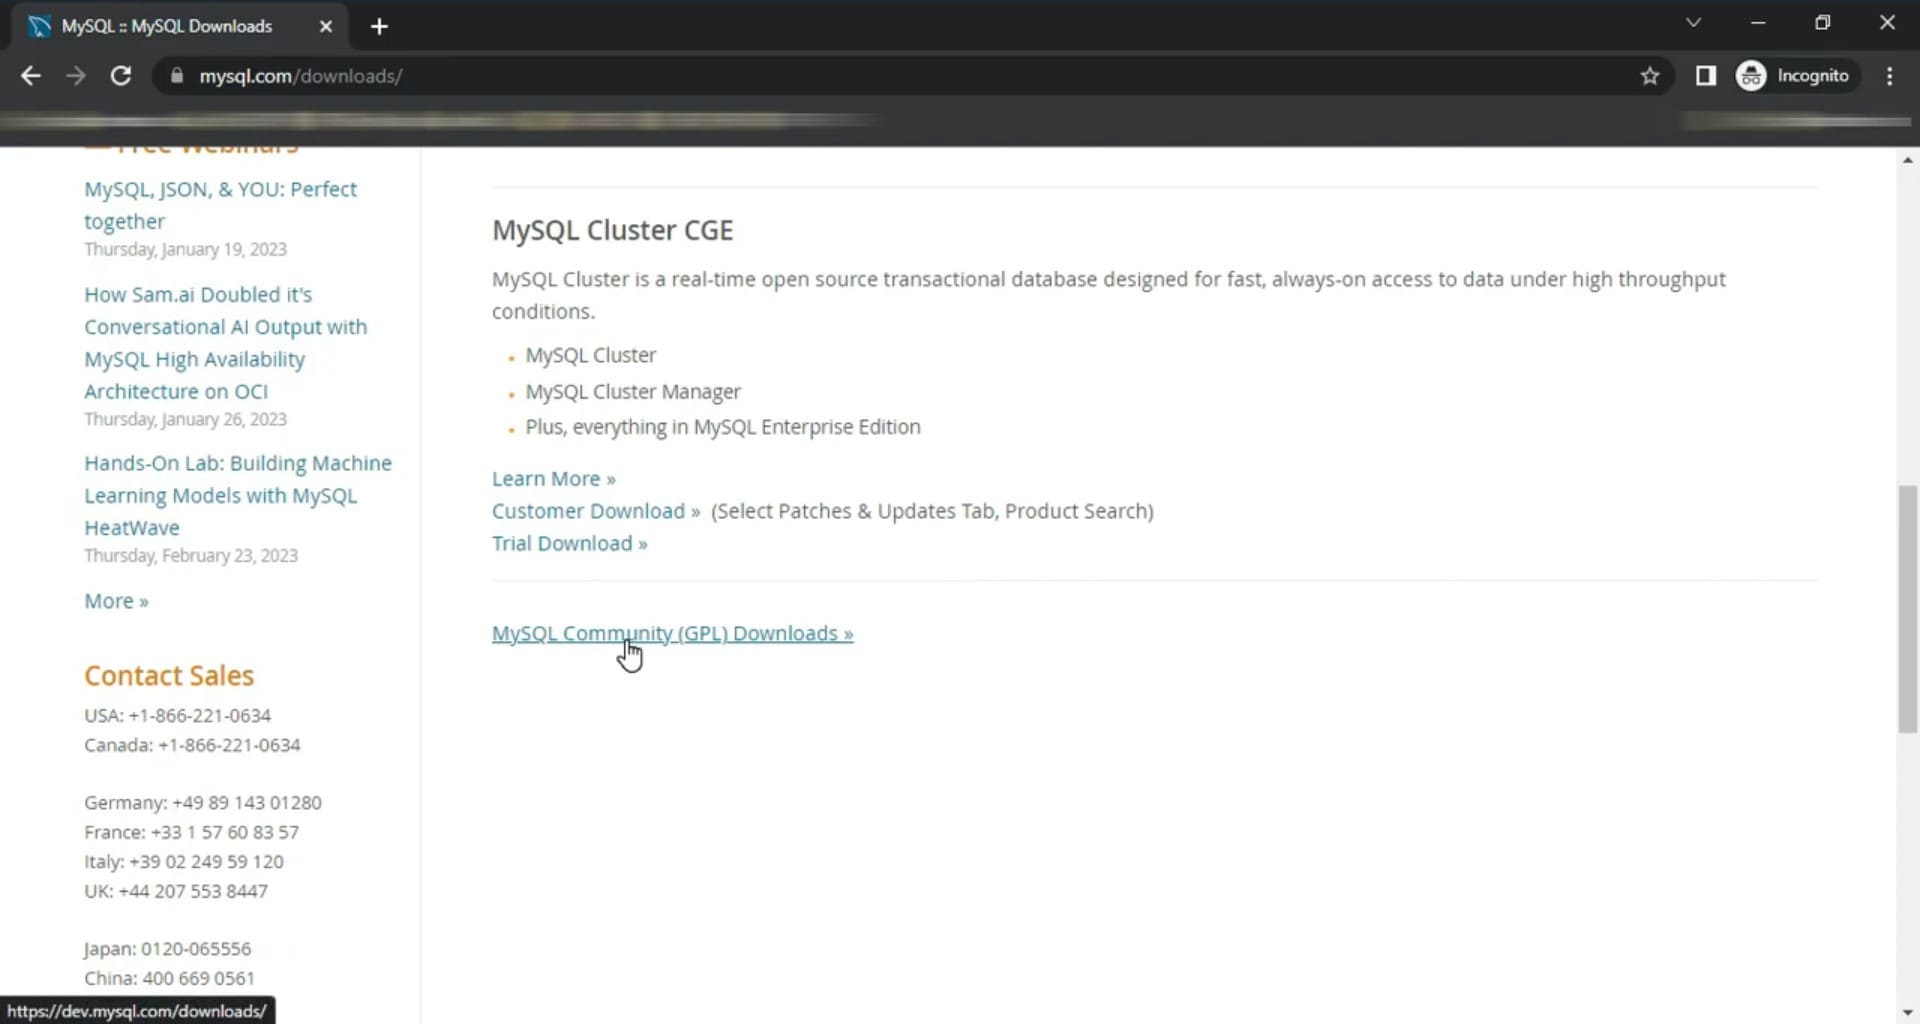 MySQL :: MySQL Downloads
mysql.com/downloads/
Incognito
Free Webinars
MySQL, JSON, & YOU: Perfect
together
Thursday, January 19, 2023
How Sam.ai Doubled it's
Conversational AI Output with
MySQL High Availability
Architecture on OCI
Thursday, January 26, 2023
Hands-On Lab: Building Machine
Learning Models with MySQL
HeatWave
Thursday, February 23, 2023
More »
Contact Sales
USA: +1-866-221-0634
Canada: +1-866-221-0634
Germany: +49 89 143 01280
France: +33 1 57 60 83 57
Italy: +39 02 249 59 120
UK: +44 207 553 8447
Japan: 0120-065556
China: 400 669 0561
MySQL Cluster CGE
MySQL Cluster is a real-time open source transactional database designed for fast, always-on access to data under high throughput
conditions.
MySQL Cluster
MySQL Cluster Manager
Plus, everything in MySQL Enterprise Edition
Learn More »
Customer Download » (Select Patches & Updates Tab, Product Search)
Trial Download »
MySQL Community (GPL) Downloads »
https://dev.mysql.com/downloads/